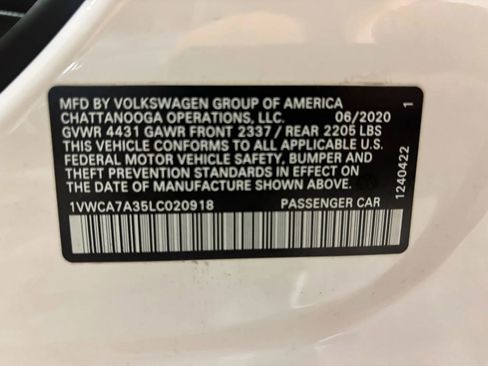 MFD BY VOLKSWAGEN GROUP OF AMERICA
CHATTANOOGA OPERATIONS, LLC. 06/2020
GVWR 4431 GAWR FRONT 2337 / REAR 2205 LBS
THIS VEHICLE CONFORMS TO ALL APPLICABLE U.S.
FEDERAL MOTOR VEHICLE SAFETY, BUMPER AND
THEFT PREVENTION STANDARDS IN EFFECT ON
THE DATE OF MANUFACTURE SHOWN ABOVE.
1VWCA7A35LC020918 PASSENGER CAR
1240422 1